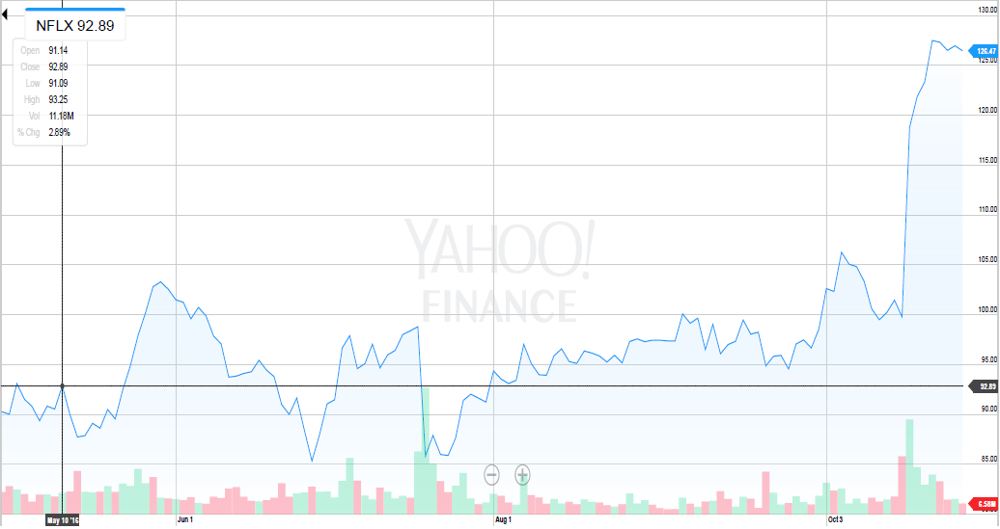 NFLX 92.89
Open 91.14
Close 92.89
Low 91.09
High 93.25
Vol 11.18M
% Chg 2.89%
YAHOO!
FINANCE
130.00
126.47
125.00
120.00
115.00
110.00
105.00
100.00
95.00
92.89
90.00
85.00
6.58M
May 10 '16
Jun 1
Aug 1
Oct 3